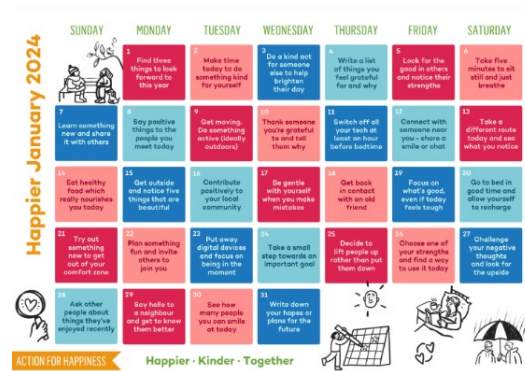 Happier January 2024
SUNDAY MONDAY TUESDAY WEDNESDAY THURSDAY FRIDAY SATURDAY
1
Find three
things to look
forward to
this year
2
Make time
today to do
something kind
for yourself
3
Do a kind act
for someone
else to help
brighten
their day
4
Write a list
of things you
feel grateful
for and why
5
Look for the
good in others
and notice their
strengths
6
Take five
minutes to sit
still and just
breathe
7
Learn something
new and share
it with others
8
Say positive
things to the
people you
meet today
9
Get moving.
Do something
active (ideally
outdoors)
10
Thank someone
you're grateful
to and tell
them why
11
Switch off all
your tech at
least an hour
before bedtime
12
Connect with
someone near
you - share a
smile or chat
13
Take a
different route
today and see
what you notice
14
Eat healthy
food which
really nourishes
you today
15
Get outside
and notice five
things that are
beautiful
16
Contribute
positively to
your local
community
17
Be gentle
with yourself
when you make
mistakes
18
Get back
in contact
with an old
friend
19
Focus on
what's good,
even if today
feels tough
20
Go to bed in
good time and
allow yourself
to recharge
21
Try out
something
new to get
out of your
comfort zone
22
Plan something
fun and invite
others to
join you
23
Put away
digital devices
and focus on
being in the
moment
24
Take a small
step towards an
important goal
25
Decide to
lift people up
rather than put
them down
26
Choose one of
your strengths
and find a way
to use it today
27
Challenge
your negative
thoughts and
look for
the upside
28
Ask other
people about
things they've
enjoyed recently
29
Say hello to
a neighbour
and get to know
them better
30
See how
many people
you can smile
at today
31
Write down
your hopes or
plans for the
future
ACTION FOR HAPPINESS
Happier · Kinder · Together